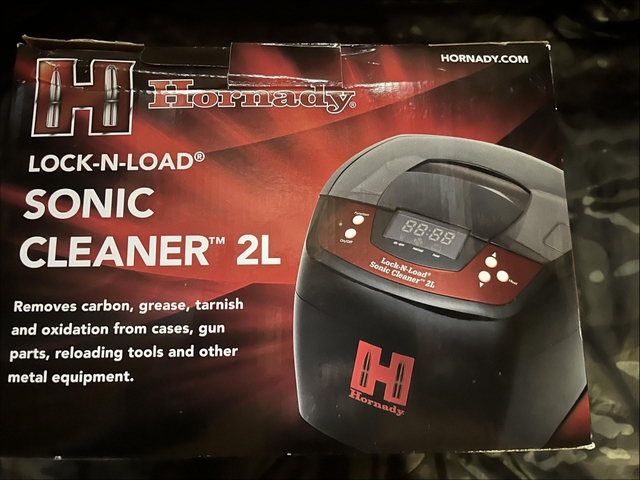 HORNADY.COM
Hornady®
LOCK-N-LOAD®
SONIC
CLEANER™ 2L
Removes carbon, grease, tarnish
and oxidation from cases, gun
parts, reloading tools and other
metal equipment.
88:88
On/Off
Lock-N-Load®
Sonic Cleaner™ 2L
H
Hornady